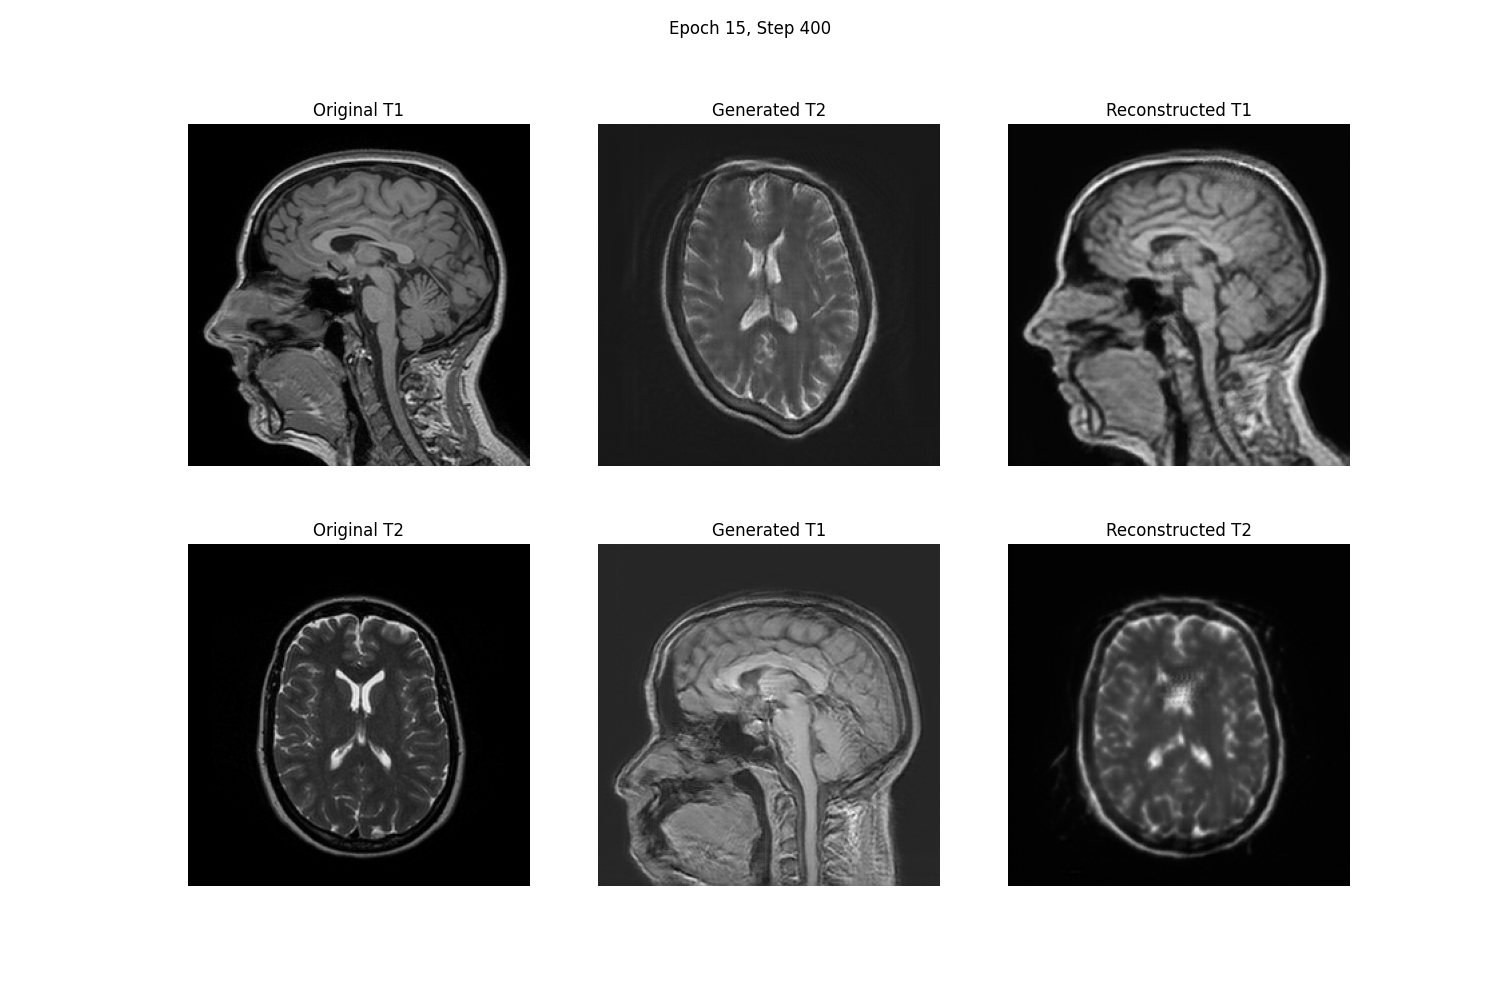 Epoch 15, Step 400
Original T1
Generated T2
Reconstructed T1
Original T2
Generated T1
Reconstructed T2